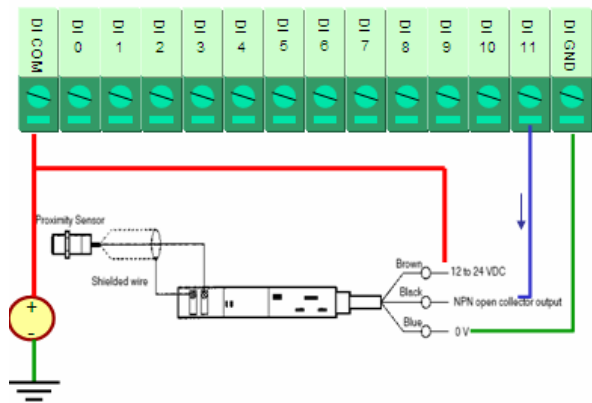 DI COM
DI 0
DI 1
DI 2
DI 3
DI 4
DI 5
DI 6
DI 7
DI 8
DI 9
DI 10
DI 11
DI GND
Proximity Sensor
Shielded wire
Brown
12 to 24 VDC
Black
NPN open collector output
Blue
0 V
+
-